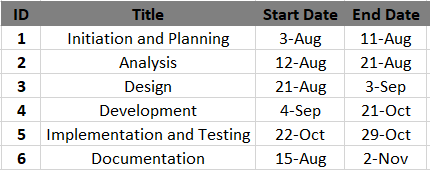 ID Title Start Date End Date
1 Initiation and Planning 3-Aug 11-Aug
2 Analysis 12-Aug 21-Aug
3 Design 21-Aug 3-Sep
4 Development 4-Sep 21-Oct
5 Implementation and Testing 22-Oct 29-Oct
6 Documentation 15-Aug 2-Nov